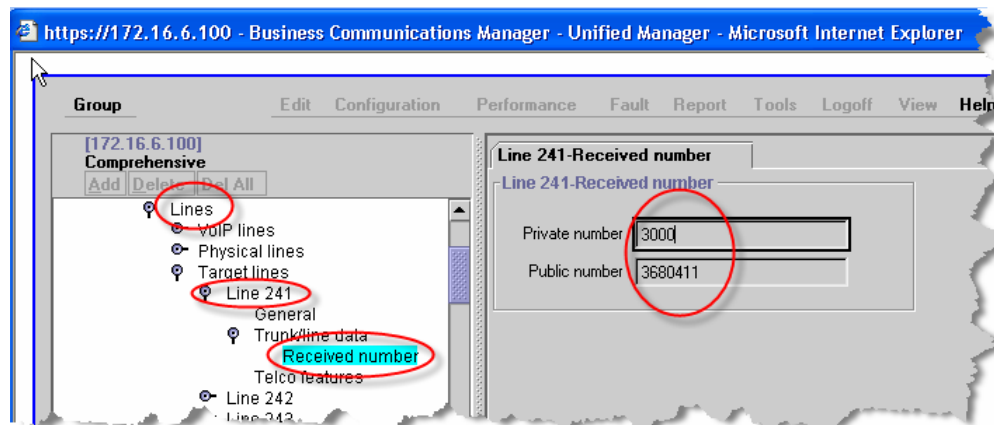 https://172.16.6.100 - Business Communications Manager - Unified Manager - Microsoft Internet Explorer
Group Edit Configuration Performance Fault Report Tools Logoff View Help
[172.16.6.100]
Comprehensive
Add Delete Del All
Lines
VoIP lines
Physical lines
Target lines
Line 241
General
Trunk/line data
Received number
Telco features
Line 242
Line 243
Line 241-Received number
Line 241-Received number
Private number 3000
Public number 3680411